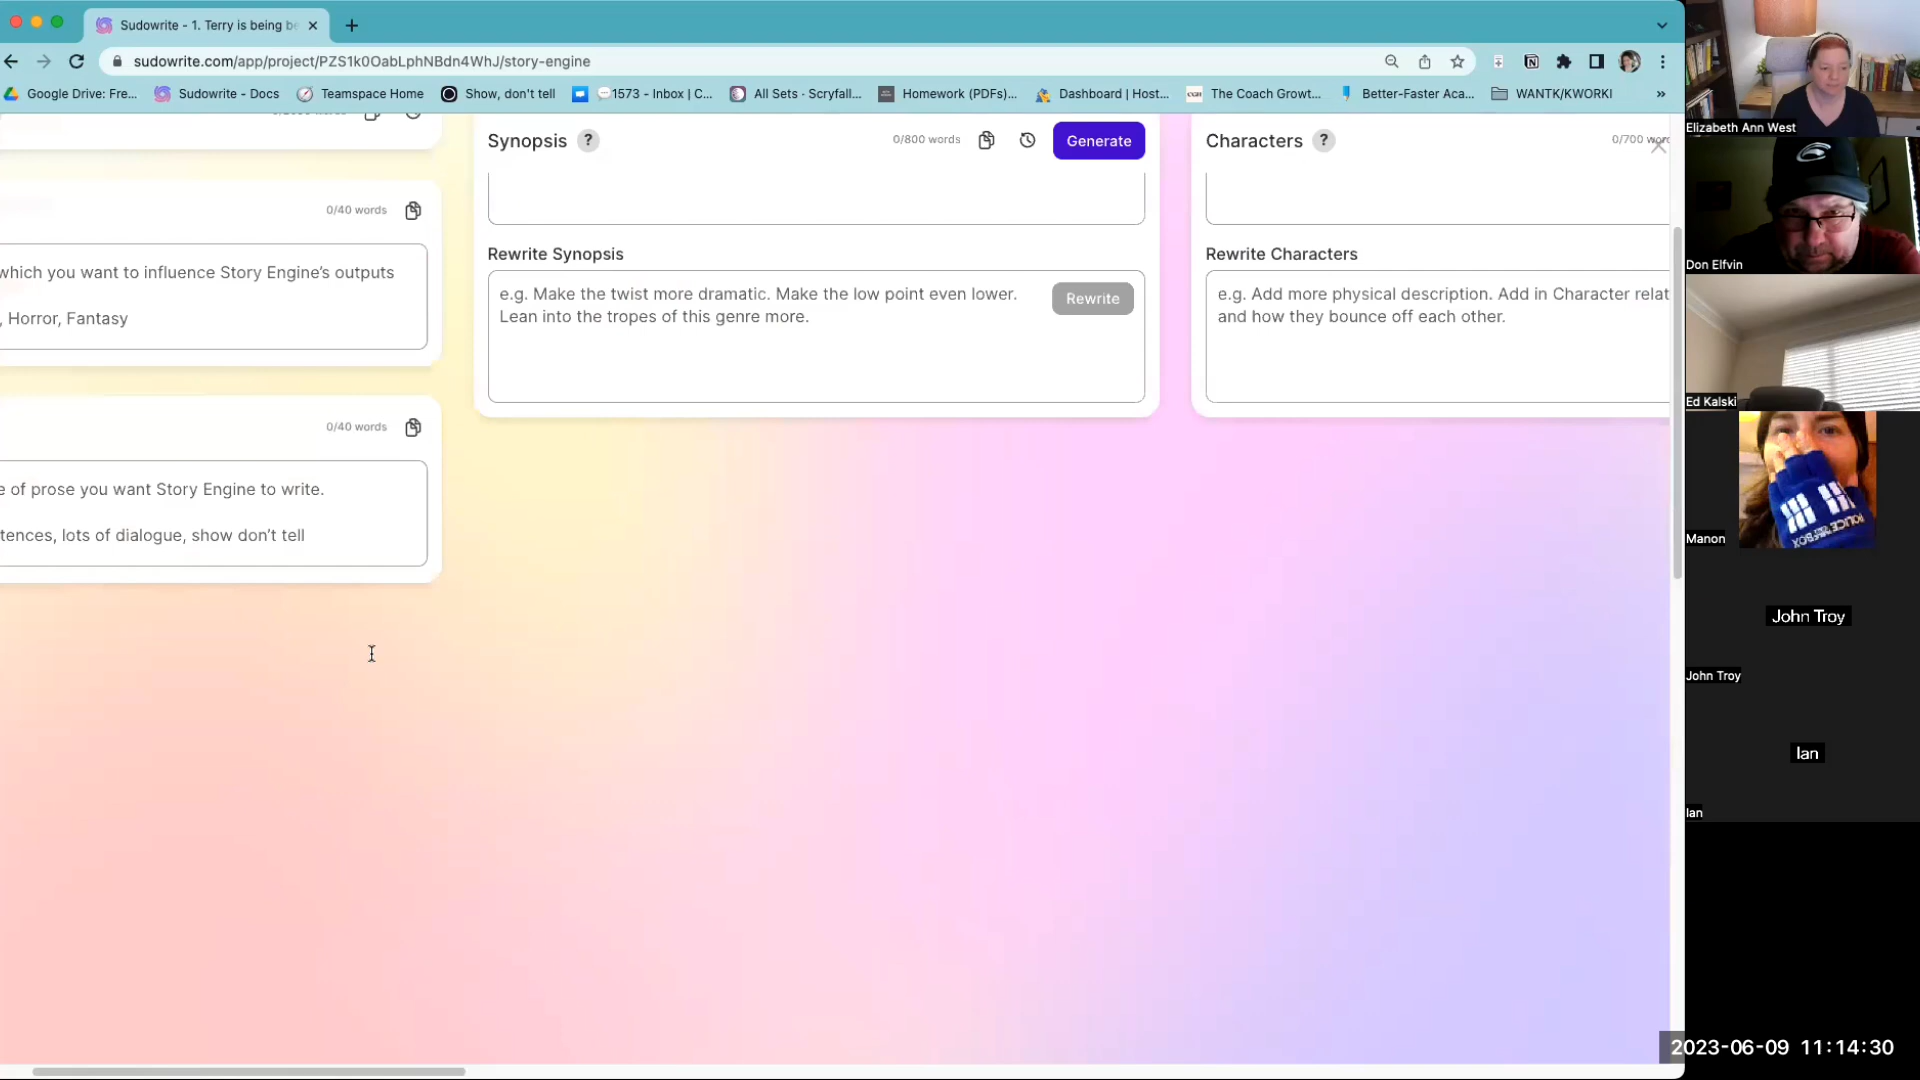 Sudowrite - 1. Terry is being be
sudowrite.com/app/project/PZS1k0OabLphNBdn4WhJ/story-engine
Google Drive: Fre...
Sudowrite - Docs
Teamspace Home
Show, don't tell
1573 - Inbox | C...
All Sets - Scryfall...
Homework (PDFs)...
Dashboard | Host...
The Coach Growt...
Better-Faster Aca...
WANTK/KWORKI
»
Synopsis ?
0/800 words
Generate
Characters ?
0/700 word
0/40 words
which you want to influence Story Engine's outputs
, Horror, Fantasy
Rewrite Synopsis
e.g. Make the twist more dramatic. Make the low point even lower.
Lean into the tropes of this genre more.
Rewrite
Rewrite Characters
e.g. Add more physical description. Add in Character relat
and how they bounce off each other.
0/40 words
e of prose you want Story Engine to write.
tences, lots of dialogue, show don't tell
Elizabeth Ann West
Don Elfvin
Ed Kalski
POLICE BOX
Manon
John Troy
John Troy
Ian
Ian
2023-06-09 11:14:30